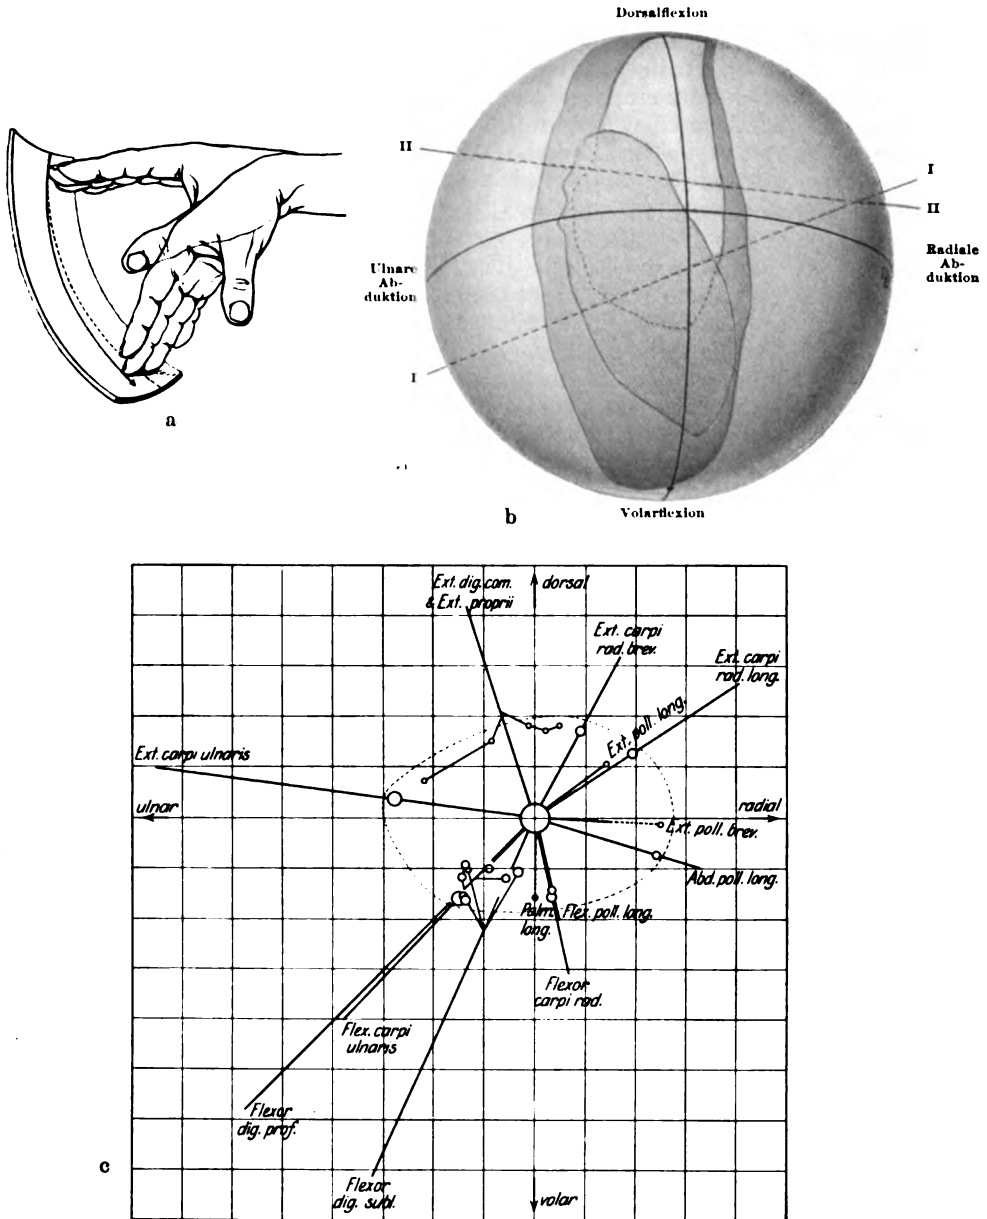 Dorsalflexion
II
I
II
Ulnare
Ab-
duktion
Radiale
Ab-
duktion
I
a
Volarflexion
b
Ext. dig. com.
& Ext. proprii
dorsal
Ext. carpi
rad. brev.
Ext. carpi
rad. long.
Ext. poll. long.
Ext. carpi ulnaris
ulnar
radial
Ext. poll. brev.
Abd. poll. long.
Palm.
long.
Flex. poll. long.
Flexor
carpi rad.
Flex. carpi
ulnaris
Flexor
dig. prof.
c
Flexor
dig. subl.
volar